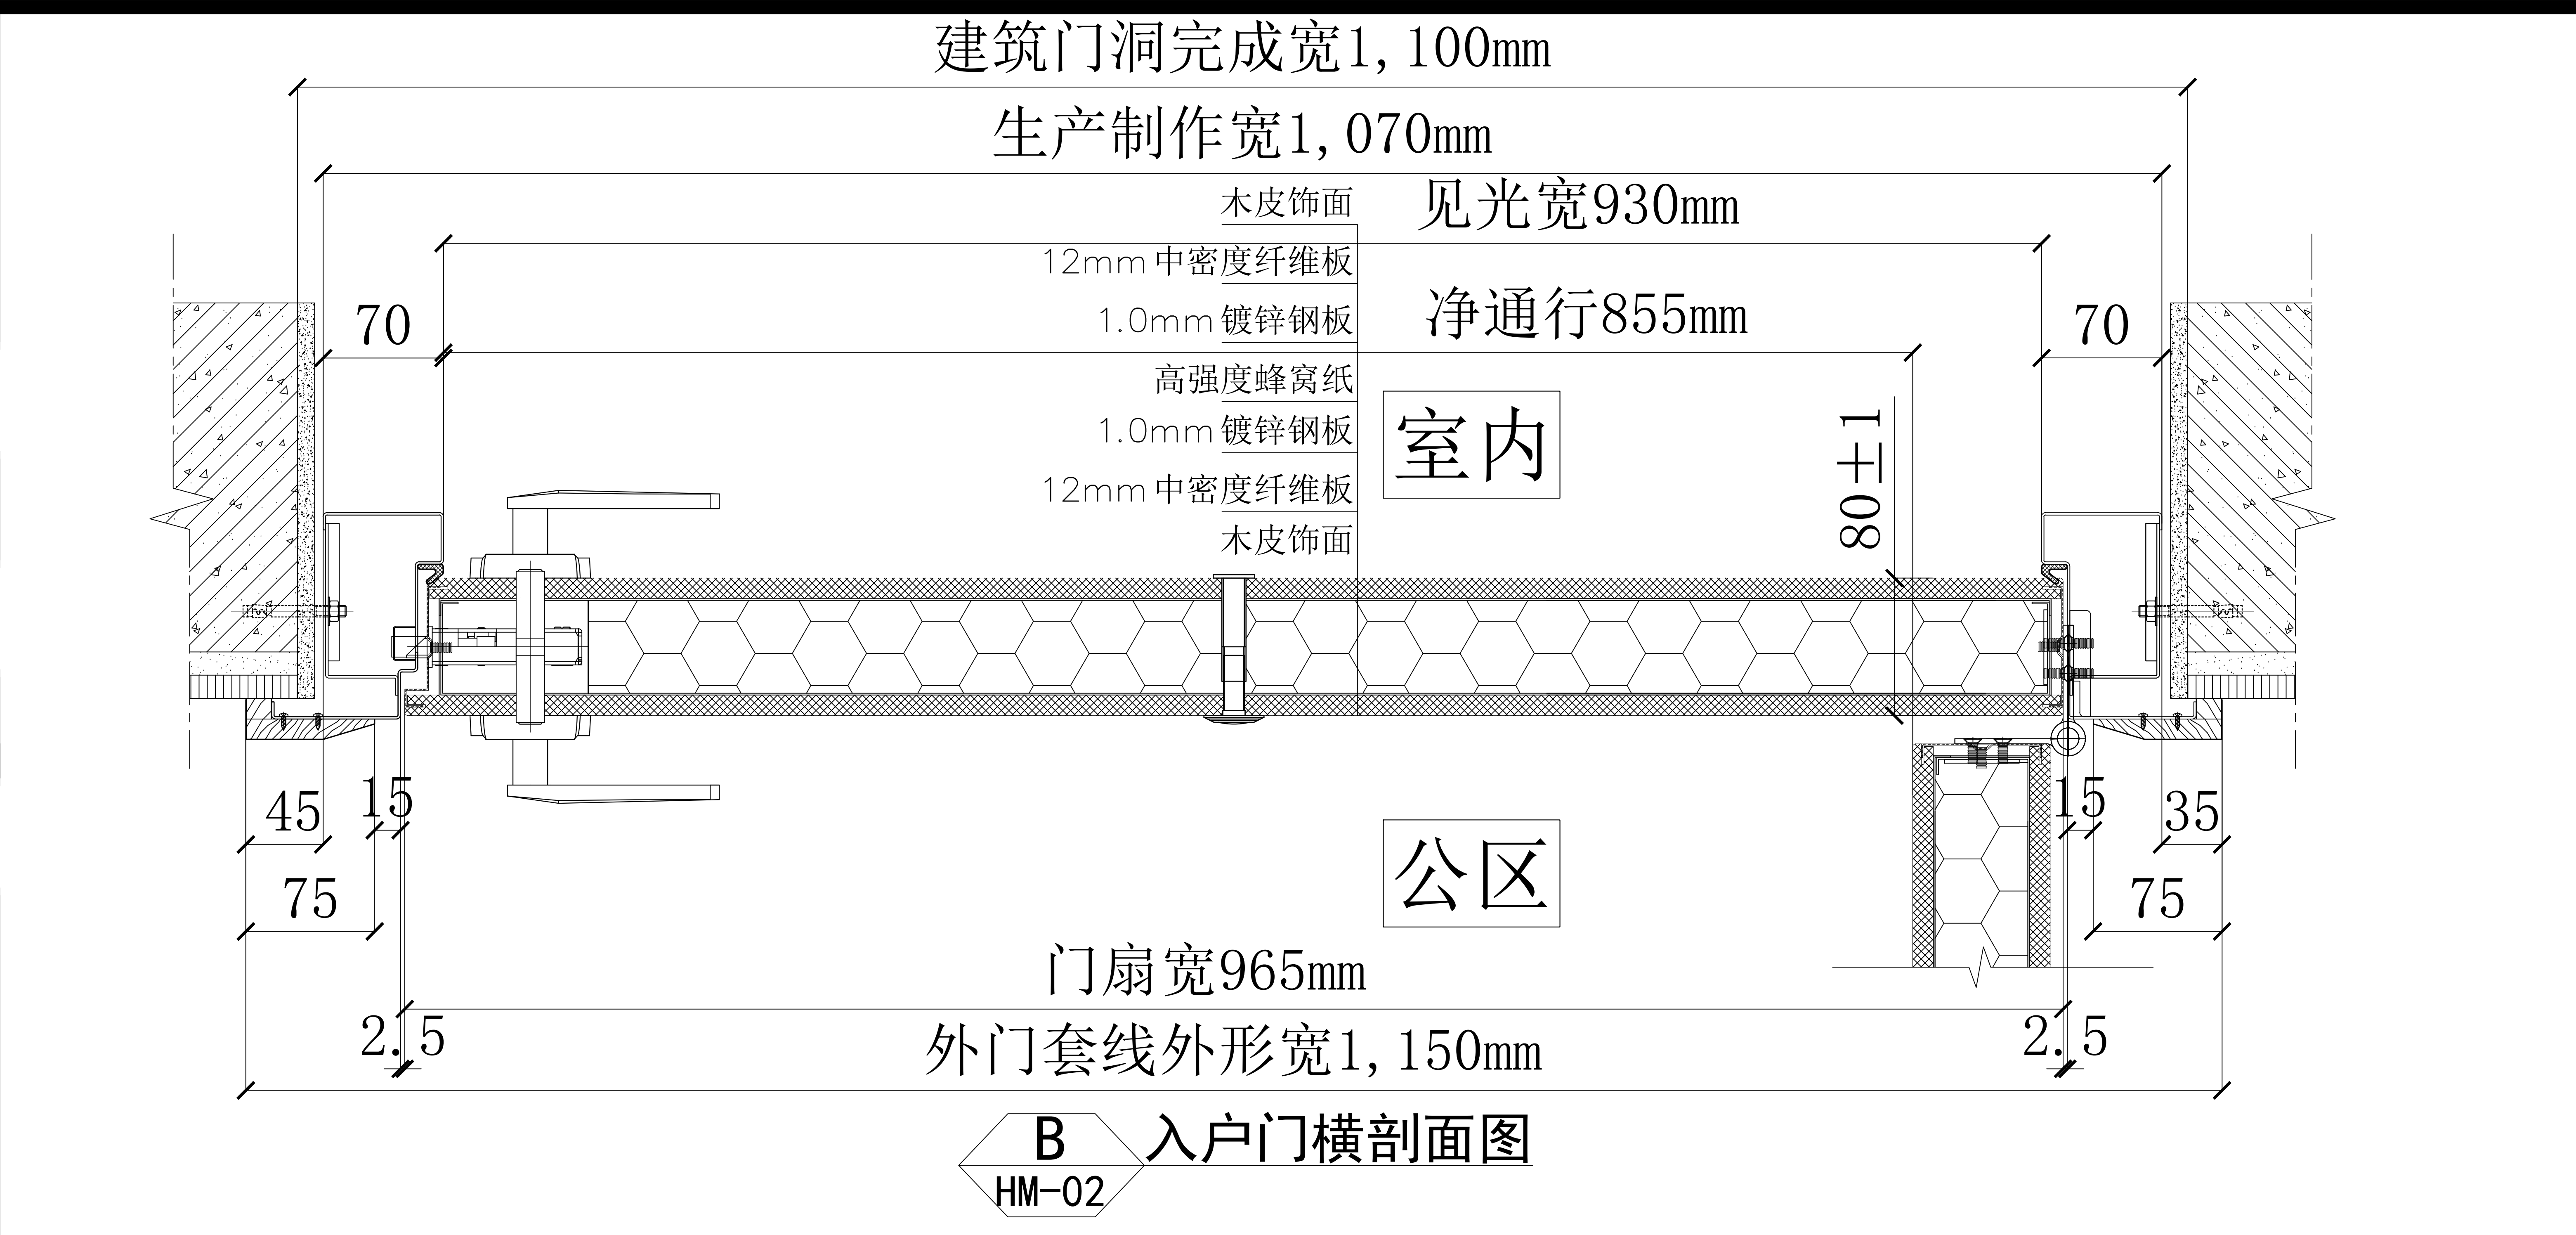 建筑门洞完成宽1,100mm
生产制作宽1,070mm
木皮饰面
见光宽930mm
12mm中密度纤维板
1.0mm镀锌钢板
净通行855mm
70
70
高强度蜂窝纸
1.0mm镀锌钢板
室内
80±1
12mm中密度纤维板
木皮饰面
45
15
15
35
公区
75
75
门扇宽965mm
2.5
2.5
外门套线外形宽1,150mm
B
入户门横剖面图
HM-02